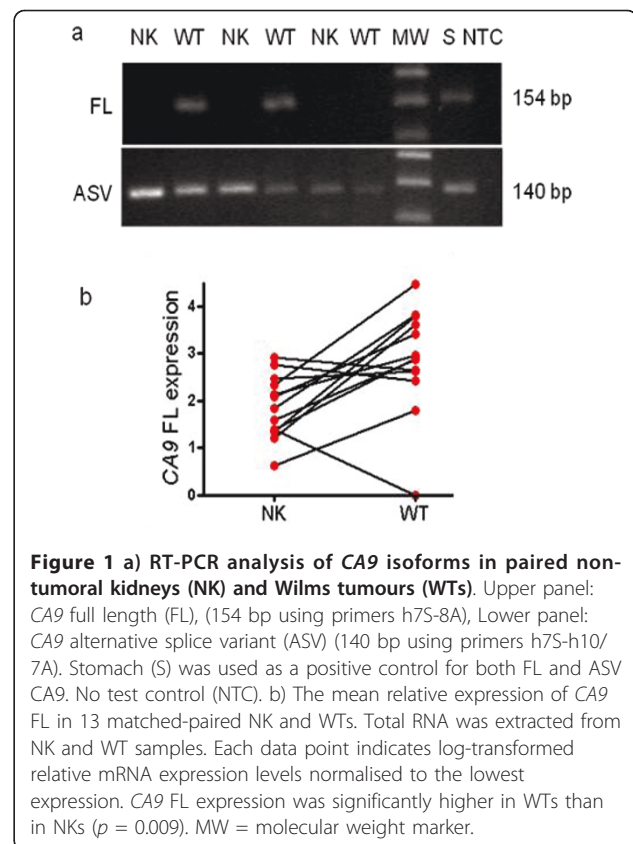 a
NK WT NK WT NK WT MW S NTC
FL
154 bp
ASV
140 bp
b
CA9 FL expression
4
3
2
1
0
NK WT
Figure 1 a) RT-PCR analysis of CA9 isoforms in paired non-
tumoral kidneys (NK) and Wilms tumours (WTs). Upper panel:
CA9 full length (FL), (154 bp using primers h7S-8A), Lower panel:
CA9 alternative splice variant (ASV) (140 bp using primers h7S-h10/
7A). Stomach (S) was used as a positive control for both FL and ASV
CA9. No test control (NTC). b) The mean relative expression of CA9
FL in 13 matched-paired NK and WTs. Total RNA was extracted from
NK and WT samples. Each data point indicates log-transformed
relative mRNA expression levels normalised to the lowest
expression. CA9 FL expression was significantly higher in WTs than
in NKs (p = 0.009). MW = molecular weight marker.